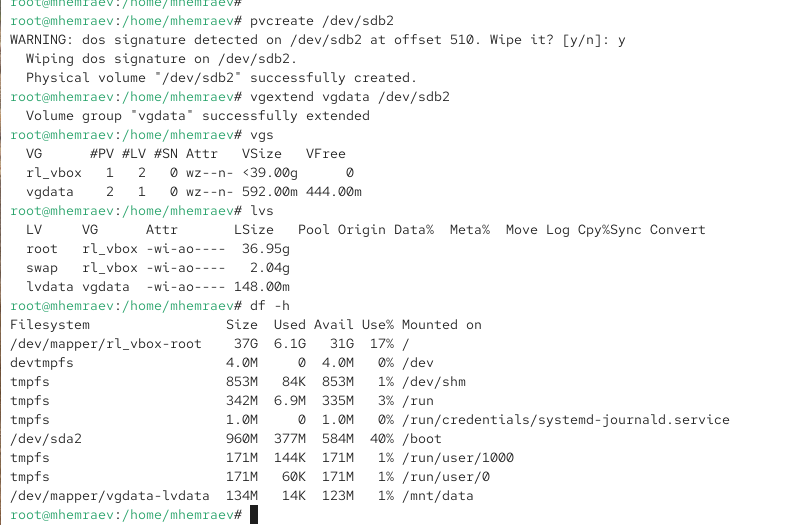 root@mhemraev:/home/mhemraev#
root@mhemraev:/home/mhemraev# pvcreate /dev/sdb2
WARNING: dos signature detected on /dev/sdb2 at offset 510. Wipe it? [y/n]: y
  Wiping dos signature on /dev/sdb2.
  Physical volume "/dev/sdb2" successfully created.
root@mhemraev:/home/mhemraev# vgextend vgdata /dev/sdb2
  Volume group "vgdata" successfully extended
root@mhemraev:/home/mhemraev# vgs
  VG      #PV #LV #SN Attr   VSize   VFree
  rl_vbox   1   2   0 wz--n- <39.00g      0
  vgdata    2   1   0 wz--n- 592.00m 444.00m
root@mhemraev:/home/mhemraev# lvs
  LV     VG      Attr       LSize   Pool Origin Data%  Meta%  Move Log Cpy%Sync Convert
  root   rl_vbox -wi-ao----  36.95g
  swap   rl_vbox -wi-ao----   2.04g
  lvdata vgdata  -wi-ao---- 148.00m
root@mhemraev:/home/mhemraev# df -h
Filesystem                 Size  Used Avail Use% Mounted on
/dev/mapper/rl_vbox-root    37G  6.1G   31G  17% /
devtmpfs                   4.0M     0  4.0M   0% /dev
tmpfs                      853M   84K  853M   1% /dev/shm
tmpfs                      342M  6.9M  335M   3% /run
tmpfs                      1.0M     0  1.0M   0% /run/credentials/systemd-journald.service
/dev/sda2                  960M  377M  584M  40% /boot
tmpfs                      171M  144K  171M   1% /run/user/1000
tmpfs                      171M   60K  171M   1% /run/user/0
/dev/mapper/vgdata-lvdata  134M   14K  123M   1% /mnt/data
root@mhemraev:/home/mhemraev#